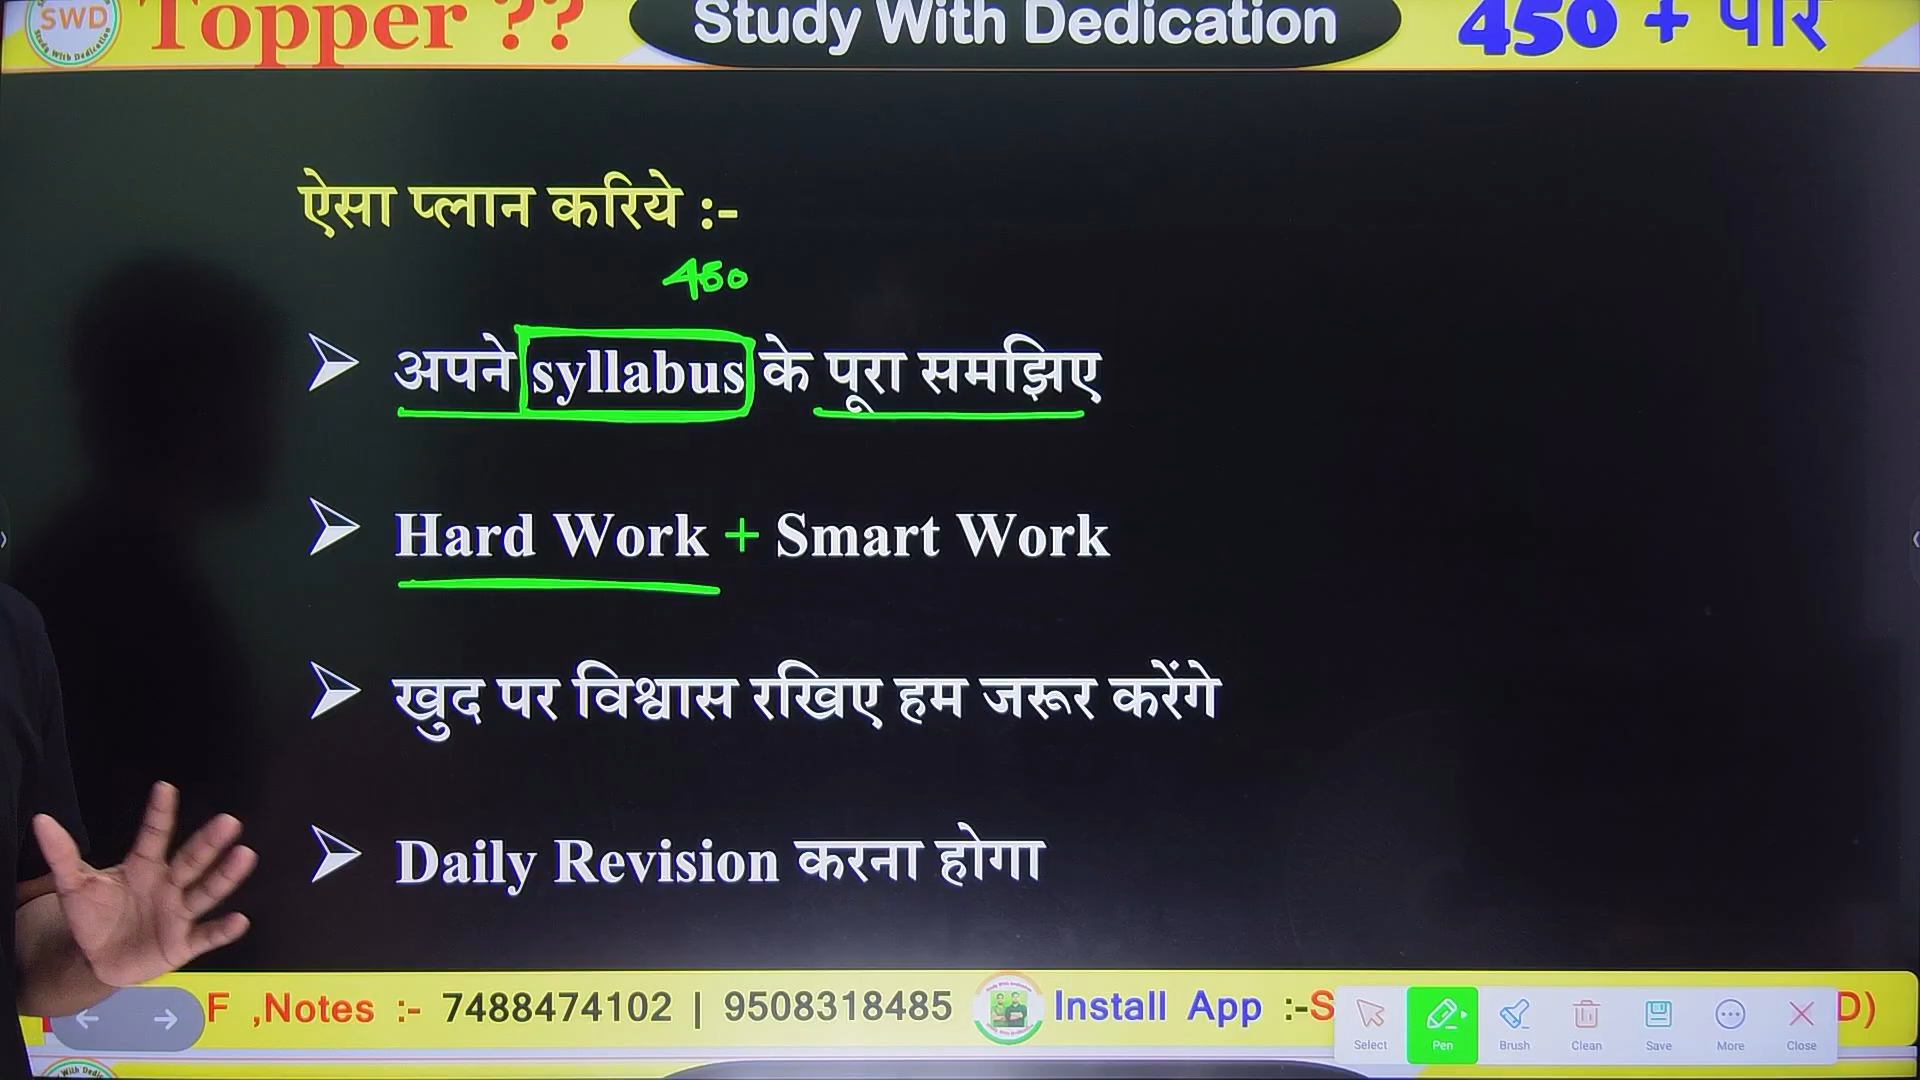 SWD Topper ?? Study With Dedication 450 + पार
ऐसा प्लान करिये :-
450
अपने syllabus के पूरा समझिए
Hard Work + Smart Work
खुद पर विश्वास रखिए हम जरूर करेंगे
Daily Revision करना होगा
F ,Notes :- 7488474102 | 9508318485 Install App :-S D)
Select Pen Brush Clean Save More Close